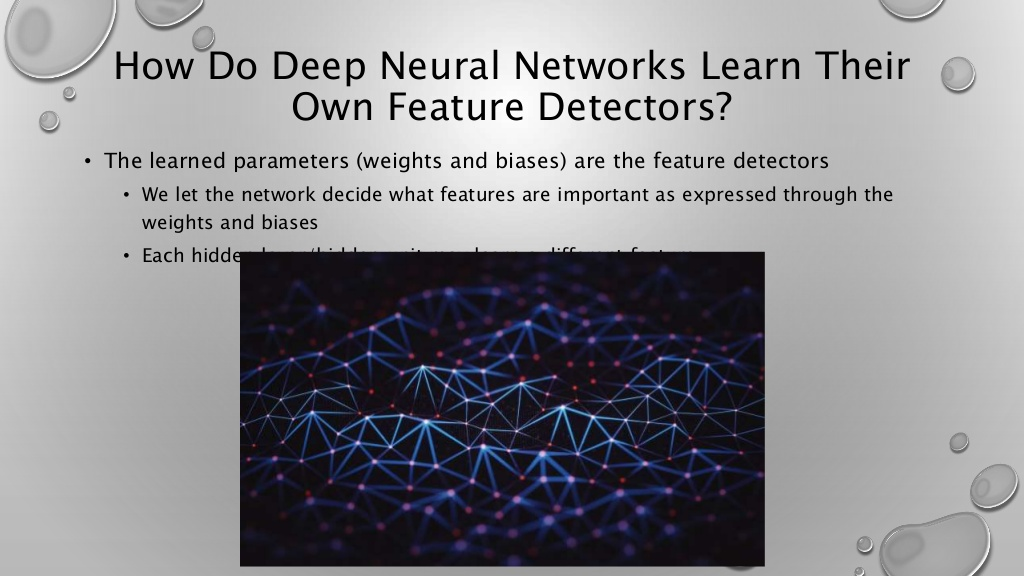 How Do Deep Neural Networks Learn Their
Own Feature Detectors?
• The learned parameters (weights and biases) are the feature detectors
• We let the network decide what features are important as expressed through the
weights and biases
• Each